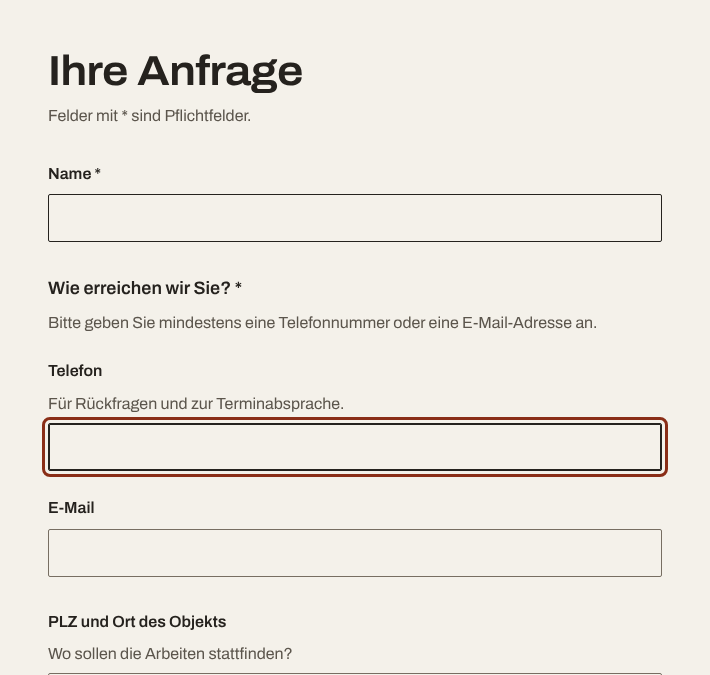 Ihre Anfrage
Felder mit * sind Pflichtfelder.
Name *
Wie erreichen wir Sie? *
Bitte geben Sie mindestens eine Telefonnummer oder eine E-Mail-Adresse an.
Telefon
Für Rückfragen und zur Terminabsprache.
E-Mail
PLZ und Ort des Objekts
Wo sollen die Arbeiten stattfinden?